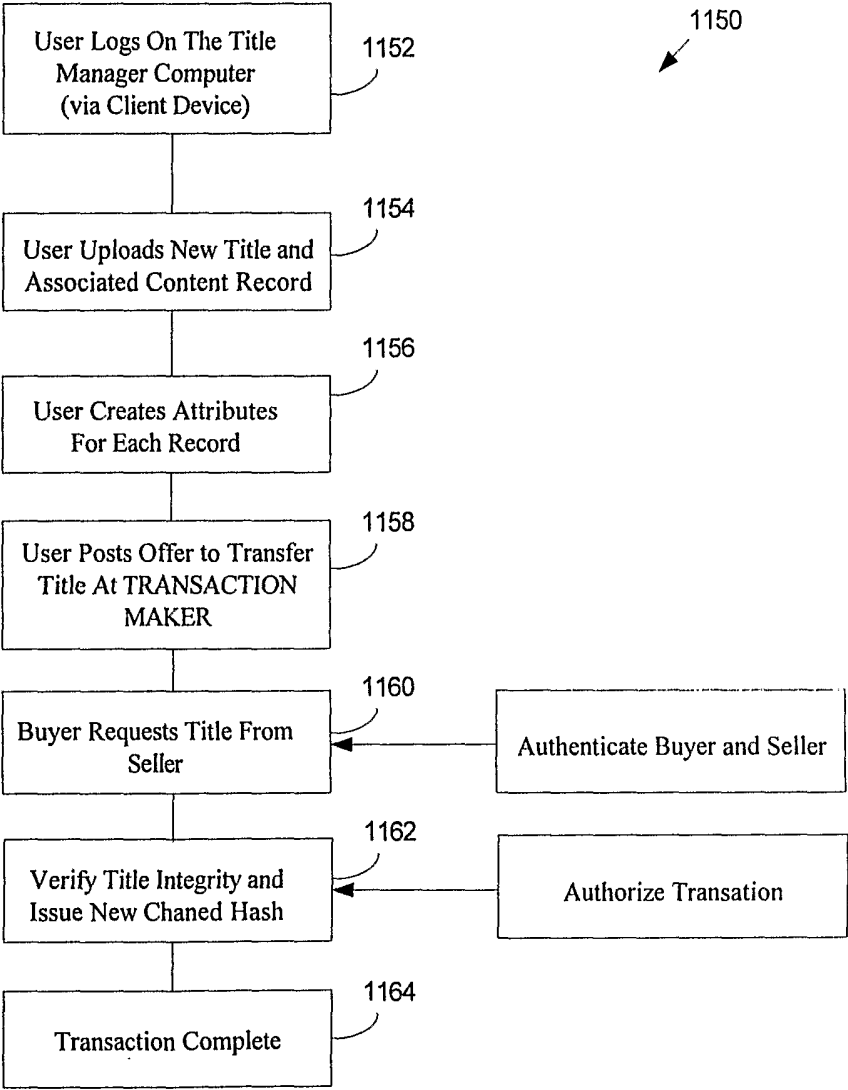 1150
User Logs On The Title
Manager Computer
(via Client Device)
1152
1154
User Uploads New Title and
Associated Content Record
1156
User Creates Attributes
For Each Record
1158
User Posts Offer to Transfer
Title At TRANSACTION
MAKER
1160
Buyer Requests Title From
Seller
Authenticate Buyer and Seller
1162
Verify Title Integrity and
Issue New Chaned Hash
Authorize Transation
1164
Transaction Complete